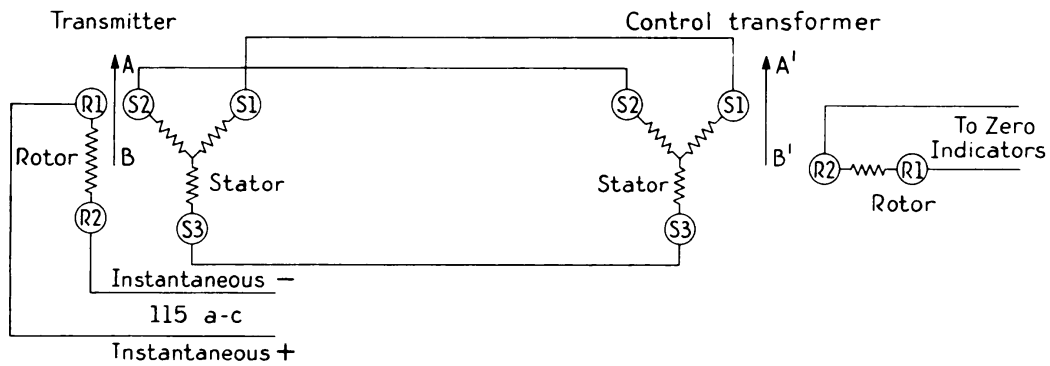 Transmitter
Control transformer
A
A'
R1
S2
S1
S2
S1
To Zero
Indicators
Rotor
B
B'
R2
R1
Stator
Stator
Rotor
R2
S3
S3
Instantaneous −
115 a-c
Instantaneous +